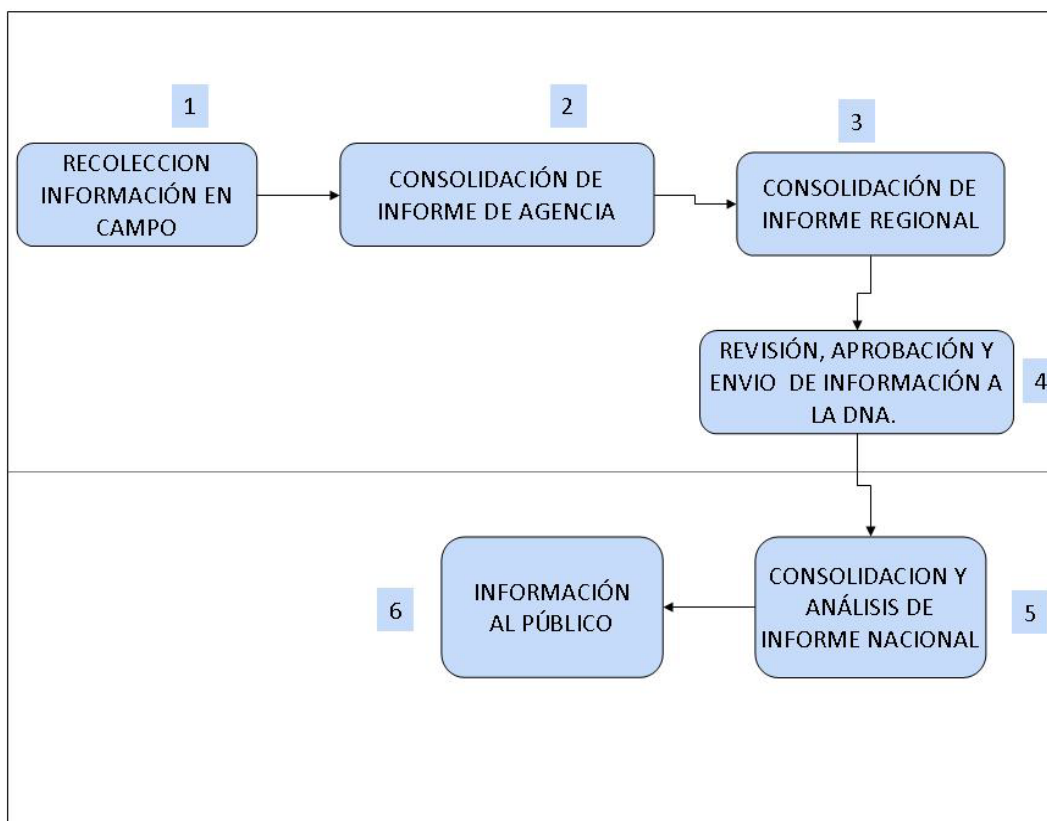 1
RECOLECCION
INFORMACIÓN EN
CAMPO
2
CONSOLIDACIÓN DE
INFORME DE AGENCIA
3
CONSOLIDACIÓN DE
INFORME REGIONAL
REVISIÓN, APROBACIÓN Y
ENVIO DE INFORMACIÓN A
LA DNA.
4
CONSOLIDACION Y
ANÁLISIS DE
INFORME NACIONAL
5
6
INFORMACIÓN
AL PÚBLICO